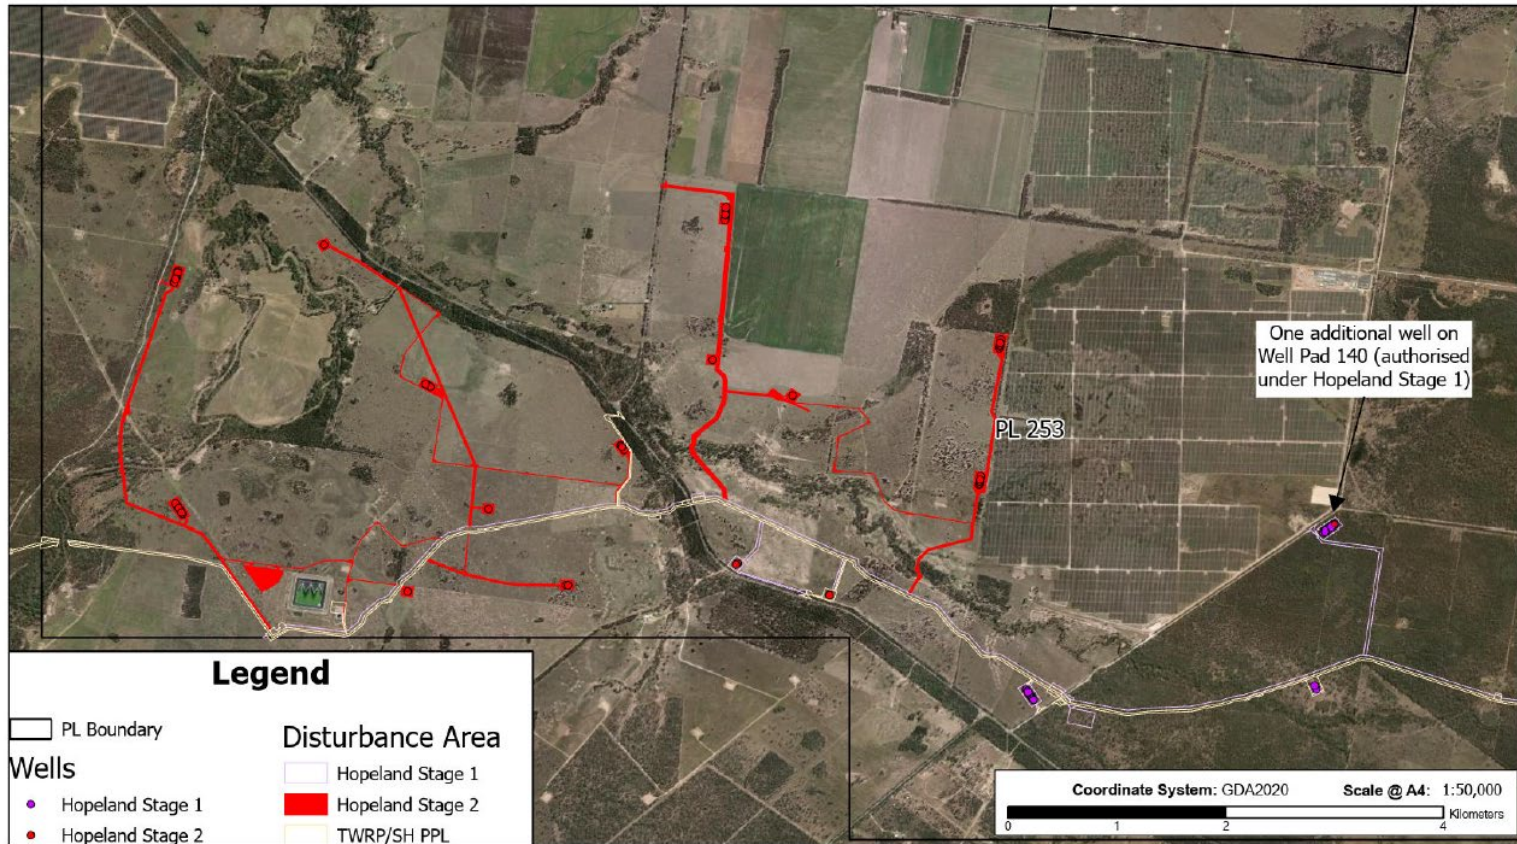 One additional well on
Well Pad 140 (authorised
under Hopeland Stage 1)
PL 253
Legend
PL Boundary
Wells
Hopeland Stage 1
Hopeland Stage 2
Disturbance Area
Hopeland Stage 1
Hopeland Stage 2
TWRP/SH PPL
Coordinate System: GDA2020 Scale @ A4: 1:50,000
Kilometers
0 1 2 4